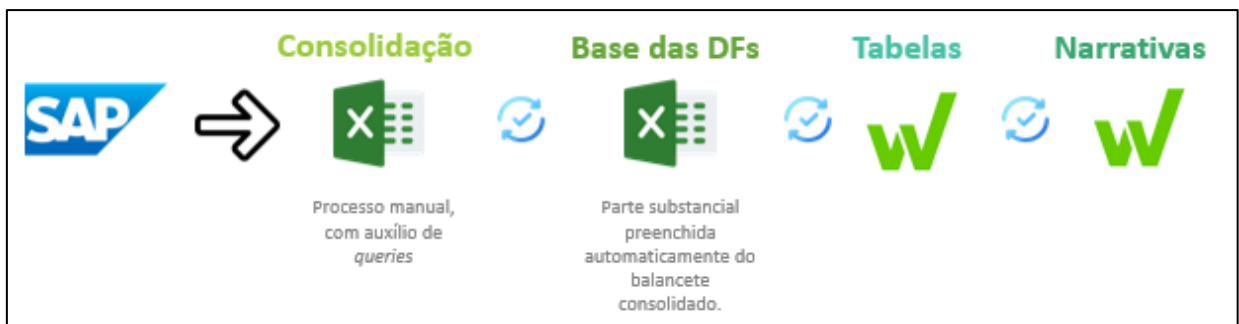 Consolidação
Base das DFs
Tabelas
Narrativas
SAP
Processo manual,
com auxílio de
queries
Parte substancial
preenchida
automaticamente do
balancete
consolidado.